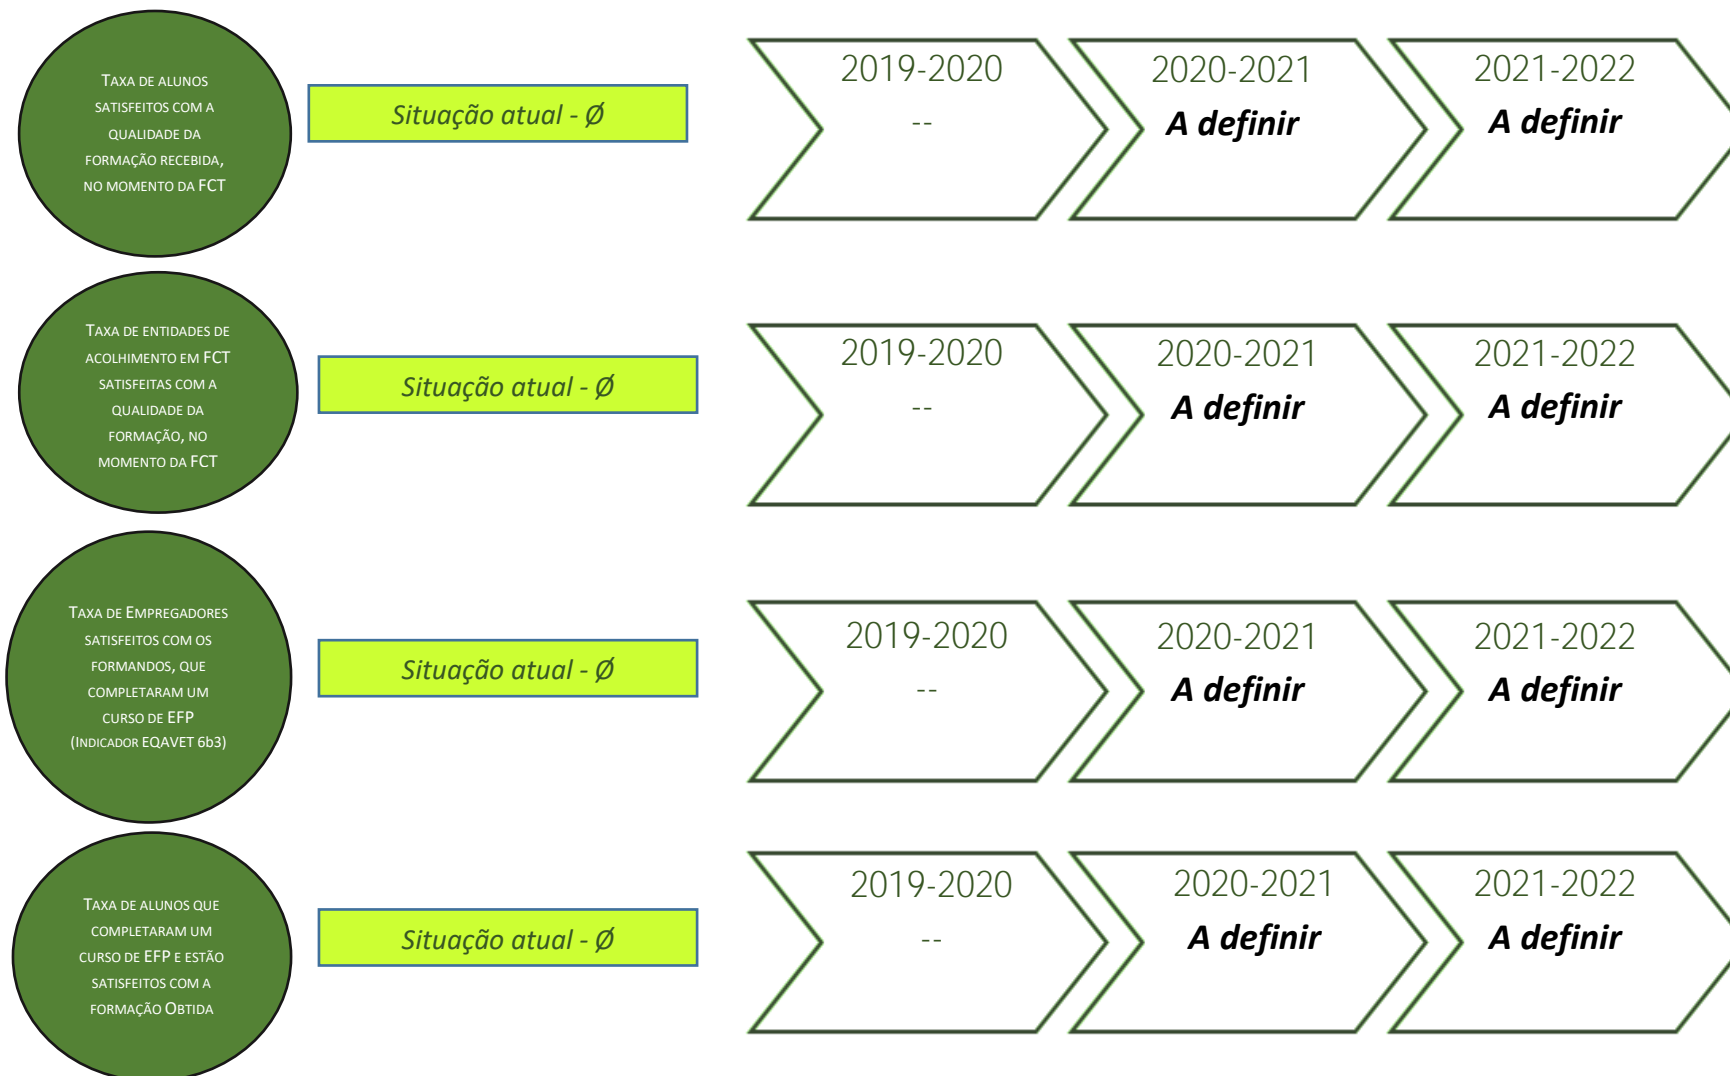 TAXA DE ALUNOS
SATISFEITOS COM A
QUALIDADE DA
FORMAÇÃO RECEBIDA,
NO MOMENTO DA FCT
Situação atual - Ø
2019-2020
--
2020-2021
A definir
2021-2022
A definir
TAXA DE ENTIDADES DE
ACOLHIMENTO EM FCT
SATISFEITAS COM A
QUALIDADE DA
FORMAÇÃO, NO
MOMENTO DA FCT
Situação atual - Ø
2019-2020
--
2020-2021
A definir
2021-2022
A definir
TAXA DE EMPREGADORES
SATISFEITOS COM OS
FORMANDOS, QUE
COMPLETARAM UM
CURSO DE EFP
(INDICADOR EQAVET 6b3)
Situação atual - Ø
2019-2020
--
2020-2021
A definir
2021-2022
A definir
TAXA DE ALUNOS QUE
COMPLETARAM UM
CURSO DE EFP E ESTÃO
SATISFEITOS COM A
FORMAÇÃO OBTIDA
Situação atual - Ø
2019-2020
--
2020-2021
A definir
2021-2022
A definir